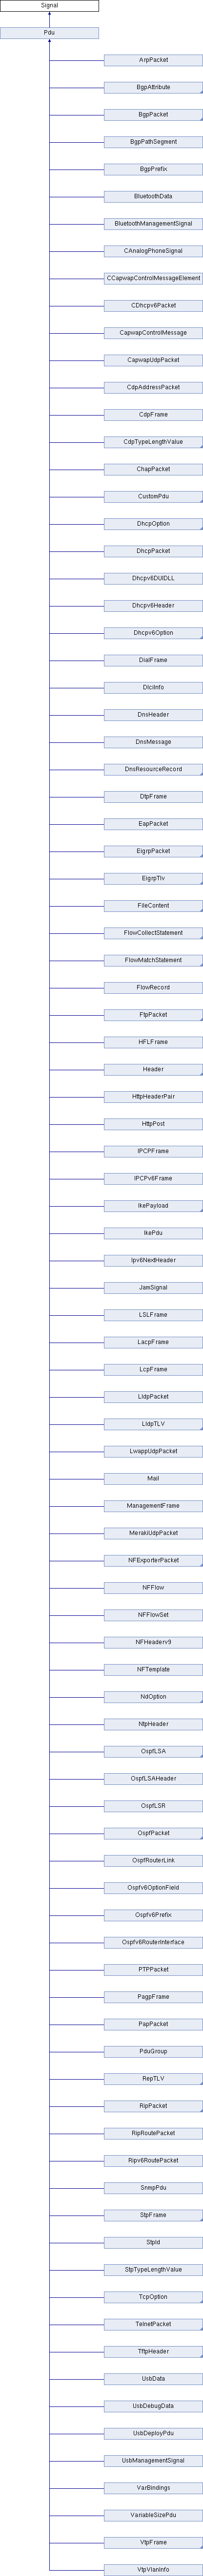 Signal
Pdu
ArpPacket
BgpAttribute
BgpPacket
BgpPathSegment
BgpPrefix
BluetoothData
BluetoothManagementSignal
CAnalogPhoneSignal
CCapwapControlMessageElement
CDhcpv6Packet
CapwapControlMessage
CapwapUdpPacket
CdpAddressPacket
CdpFrame
CdpTypeLengthValue
ChapPacket
CustomPdu
DhcpOption
DhcpPacket
Dhcpv6DUIDLL
Dhcpv6Header
Dhcpv6Option
DialFrame
DlciInfo
DnsHeader
DnsMessage
DnsResourceRecord
DtpFrame
EapPacket
EigrpPacket
EigrpTlv
FileContent
FlowCollectStatement
FlowMatchStatement
FlowRecord
FtpPacket
HFLFrame
Header
HttpHeaderPair
HttpPost
IPCPFrame
IPCPv6Frame
IkePayload
IkePdu
Ipv6NextHeader
JamSignal
LSLFrame
LacpFrame
LcpFrame
LldpPacket
LldpTLV
LwappUdpPacket
Mail
ManagementFrame
MerakiUdpPacket
NFExporterPacket
NFFlow
NFFlowSet
NFHeaderv9
NFTemplate
NdOption
NtpHeader
OspfLSA
OspfLSAHeader
OspfLSR
OspfPacket
OspfRouterLink
Ospfv6OptionField
Ospfv6Prefix
Ospfv6RouterInterface
PTPPacket
PagpFrame
PapPacket
PduGroup
RepTLV
RipPacket
RipRoutePacket
Ripv6RoutePacket
SnmpPdu
StpFrame
StpId
StpTypeLengthValue
TcpOption
TelnetPacket
TftpHeader
UsbData
UsbDebugData
UsbDeployPdu
UsbManagementSignal
VarBindings
VariableSizePdu
VtpFrame
VtpVlanInfo